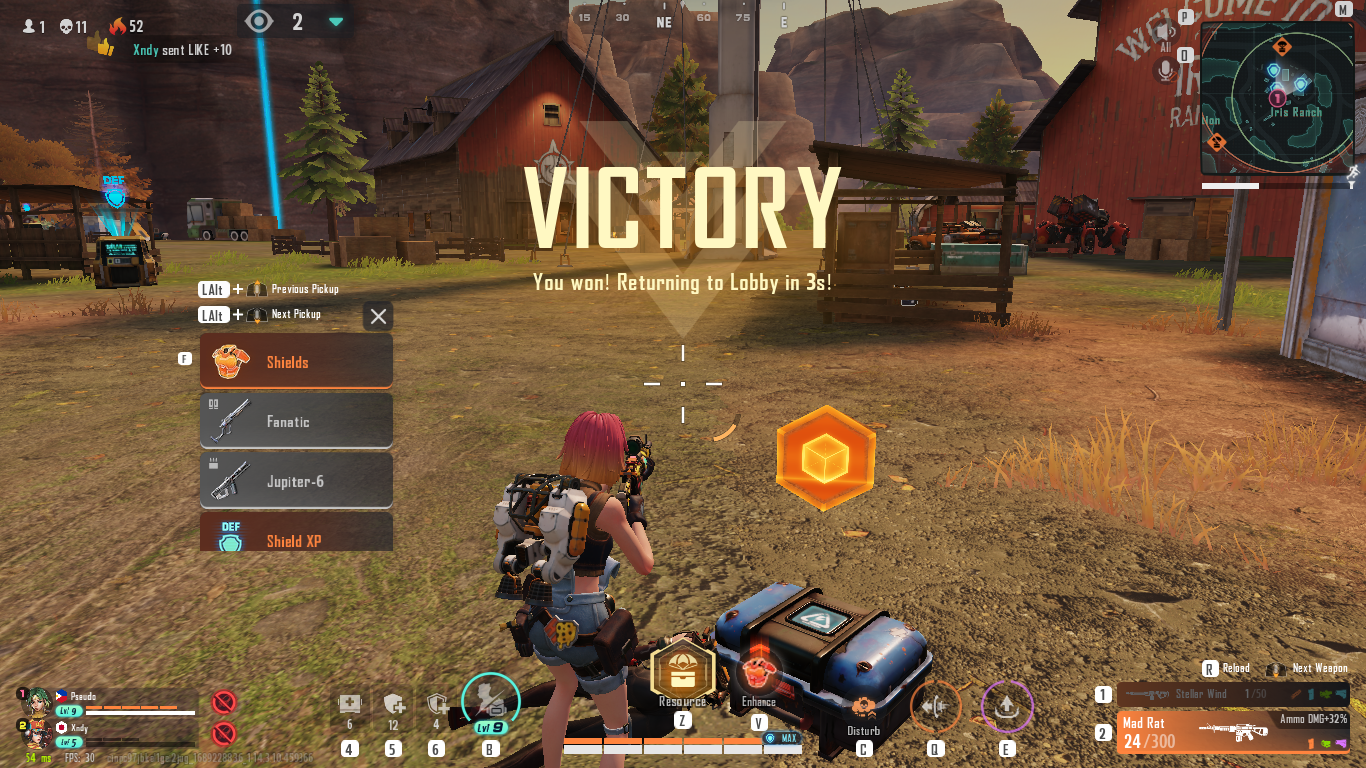 1 11 52
Xndy sent LIKE +10
2
15 30 NE 60 75 E
WELCOME TO
P
All
O
M
1
Iris Ranch
DEF
VICTORY
You won! Returning to Lobby in 3s!
LAlt + Previous Pickup
LAlt + Next Pickup
F
Shields
Fanatic
Jupiter-6
DEF
Shield XP
1 Pseudo
Lvl 9
2 Xndy
Lvl 5
54 ms FPS: 30
6 12 4
Lvl 9
4 5 6 B
Resource
Z
Enhance
V
MAX
Disturb
C Q E
R Reload Next Weapon
1 Stellar Wind 1/50
2 Mad Rat Ammo DMG+32%
24/300